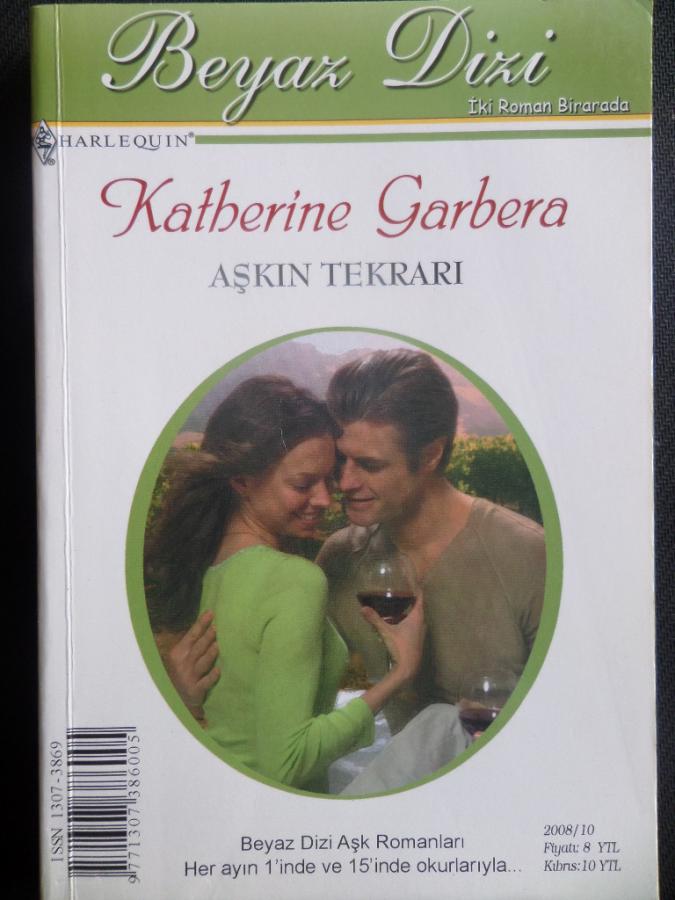 Beyaz Dizi
İki Roman Birarada
HARLEQUIN®
Katherine Garbera
AŞKIN TEKRARI
ISSN 1307-3869
9771307386005
Beyaz Dizi Aşk Romanları
Her ayın 1'inde ve 15'inde okurlarıyla...
2008/10
Fiyatı: 8 YTL
Kıbrıs:10 YTL